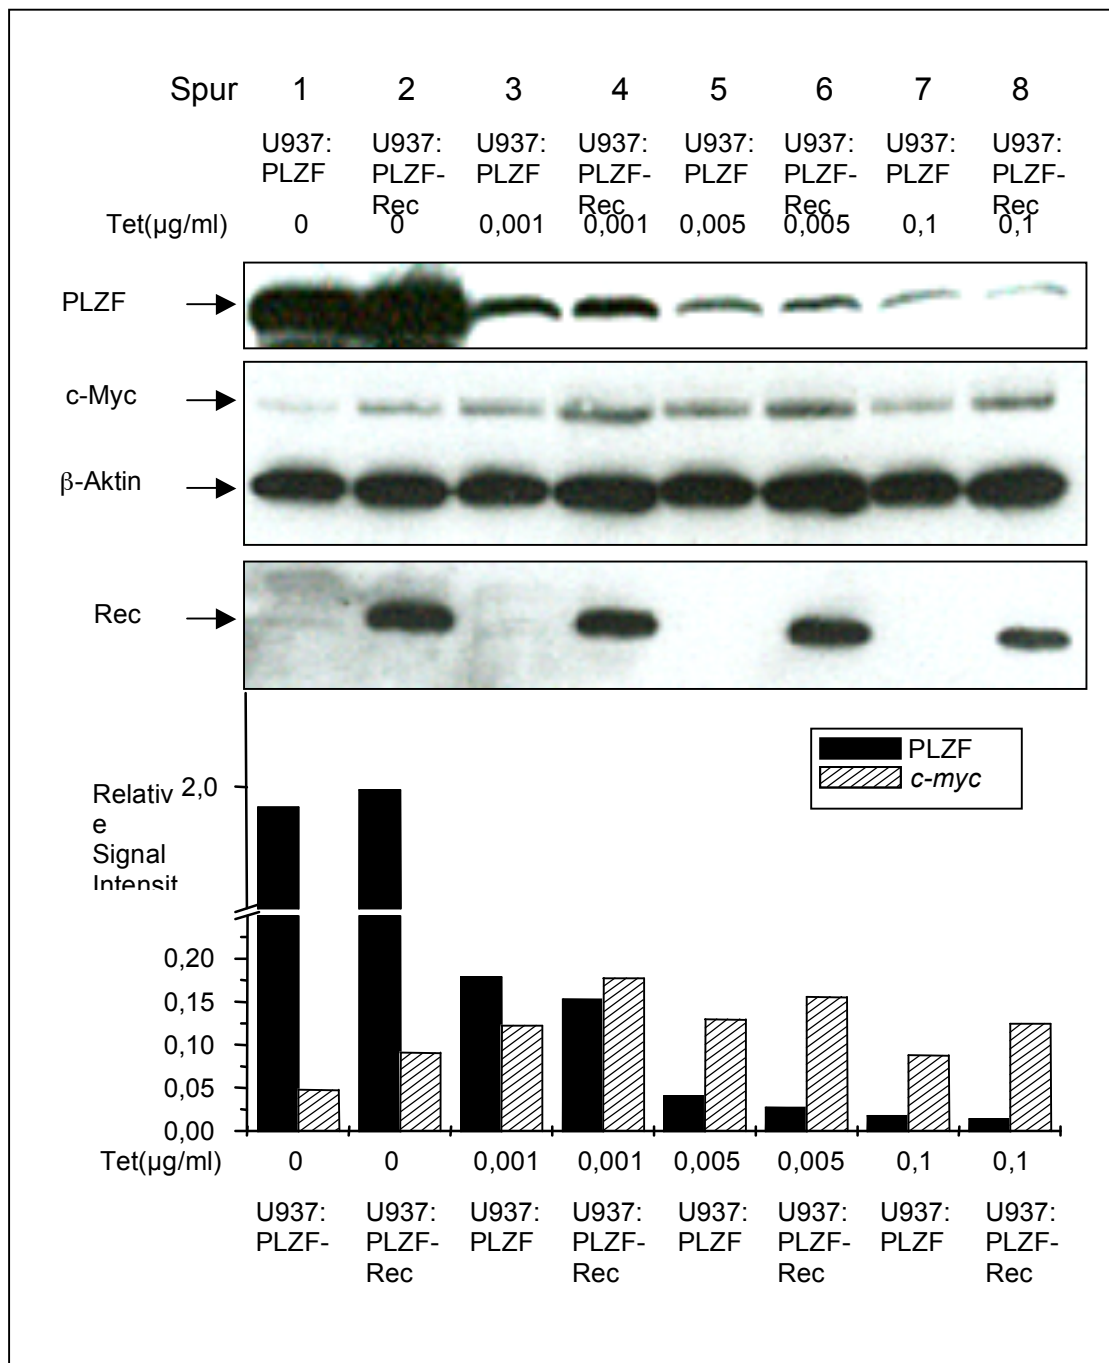 Spur 1 2 3 4 5 6 7 8
U937: U937: U937: U937: U937: U937: U937: U937:
PLZF PLZF- PLZF PLZF- PLZF PLZF- PLZF PLZF-
Rec Rec Rec Rec
Tet(µg/ml) 0 0 0,001 0,001 0,005 0,005 0,1 0,1
PLZF
c-Myc
β-Aktin
Rec
PLZF
c-myc
Relativ 2,0
e
Signal
Intensit
0,20
0,15
0,10
0,05
0,00
Tet(µg/ml) 0 0 0,001 0,001 0,005 0,005 0,1 0,1
U937: U937: U937: U937: U937: U937: U937: U937:
PLZF- PLZF- PLZF PLZF- PLZF PLZF- PLZF PLZF-
Rec Rec Rec Rec